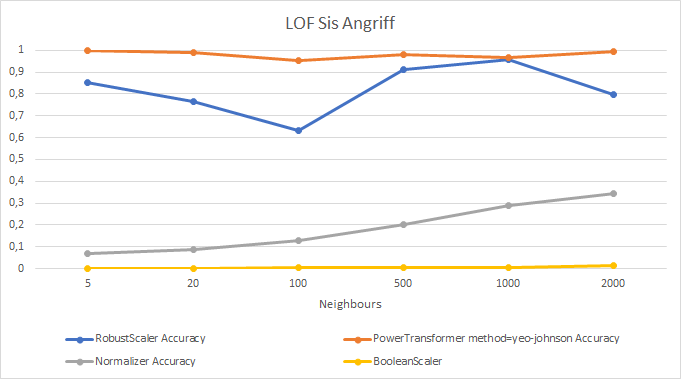 LOF Sis Angriff
1
0,9
0,8
0,7
0,6
0,5
0,4
0,3
0,2
0,1
0
5 20 100 500 1000 2000
Neighbours
RobustScaler Accuracy PowerTransformer method=yeo-johnson Accuracy
Normalizer Accuracy BooleanScaler